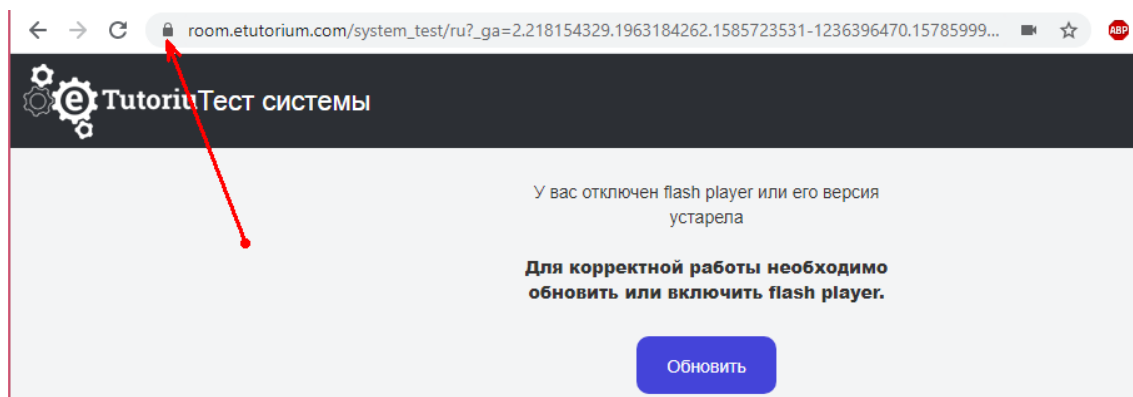 room.etutorium.com/system_test/ru?_ga=2.218154329.1963184262.1585723531-1236396470.15785999...
ABP
e TutoriuТест системы
У вас отключен flash player или его версия
устарела
Для корректной работы необходимо
обновить или включить flash player.
Обновить